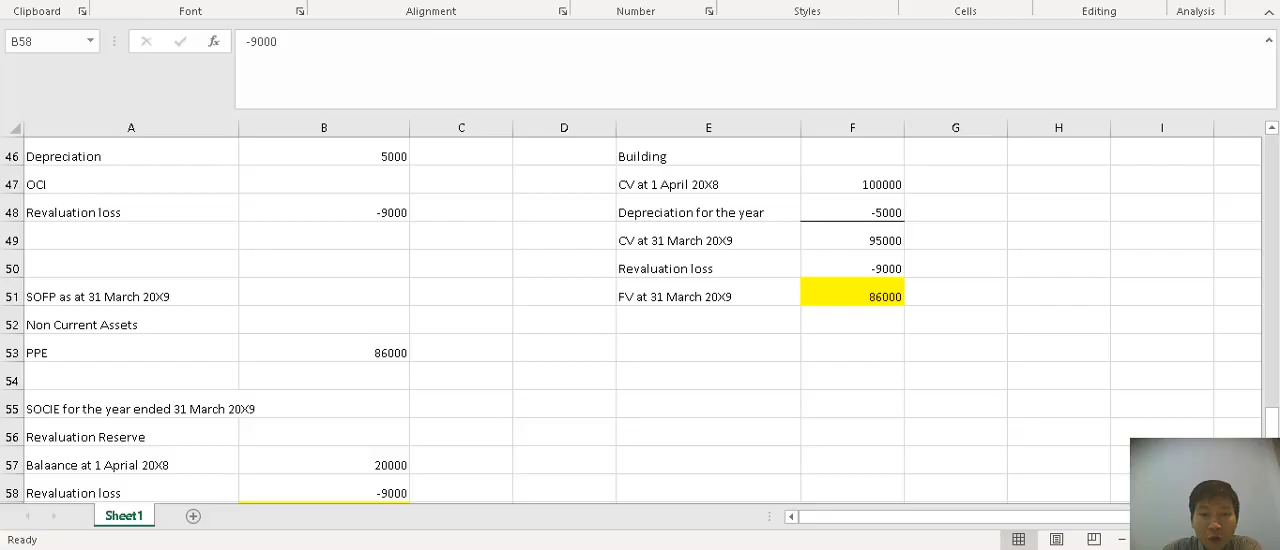 Clipboard Font Alignment Number Styles Cells Editing Analysis
B58 fx -9000
A B C D E F G H I
46 Depreciation 5000 Building
47 OCI CV at 1 April 20X8 100000
48 Revaluation loss -9000 Depreciation for the year -5000
49 CV at 31 March 20X9 95000
50 Revaluation loss -9000
51 SOFP as at 31 March 20X9 FV at 31 March 20X9 86000
52 Non Current Assets
53 PPE 86000
54
55 SOCIE for the year ended 31 March 20X9
56 Revaluation Reserve
57 Balaance at 1 Aprial 20X8 20000
58 Revaluation loss -9000
Sheet1
Ready